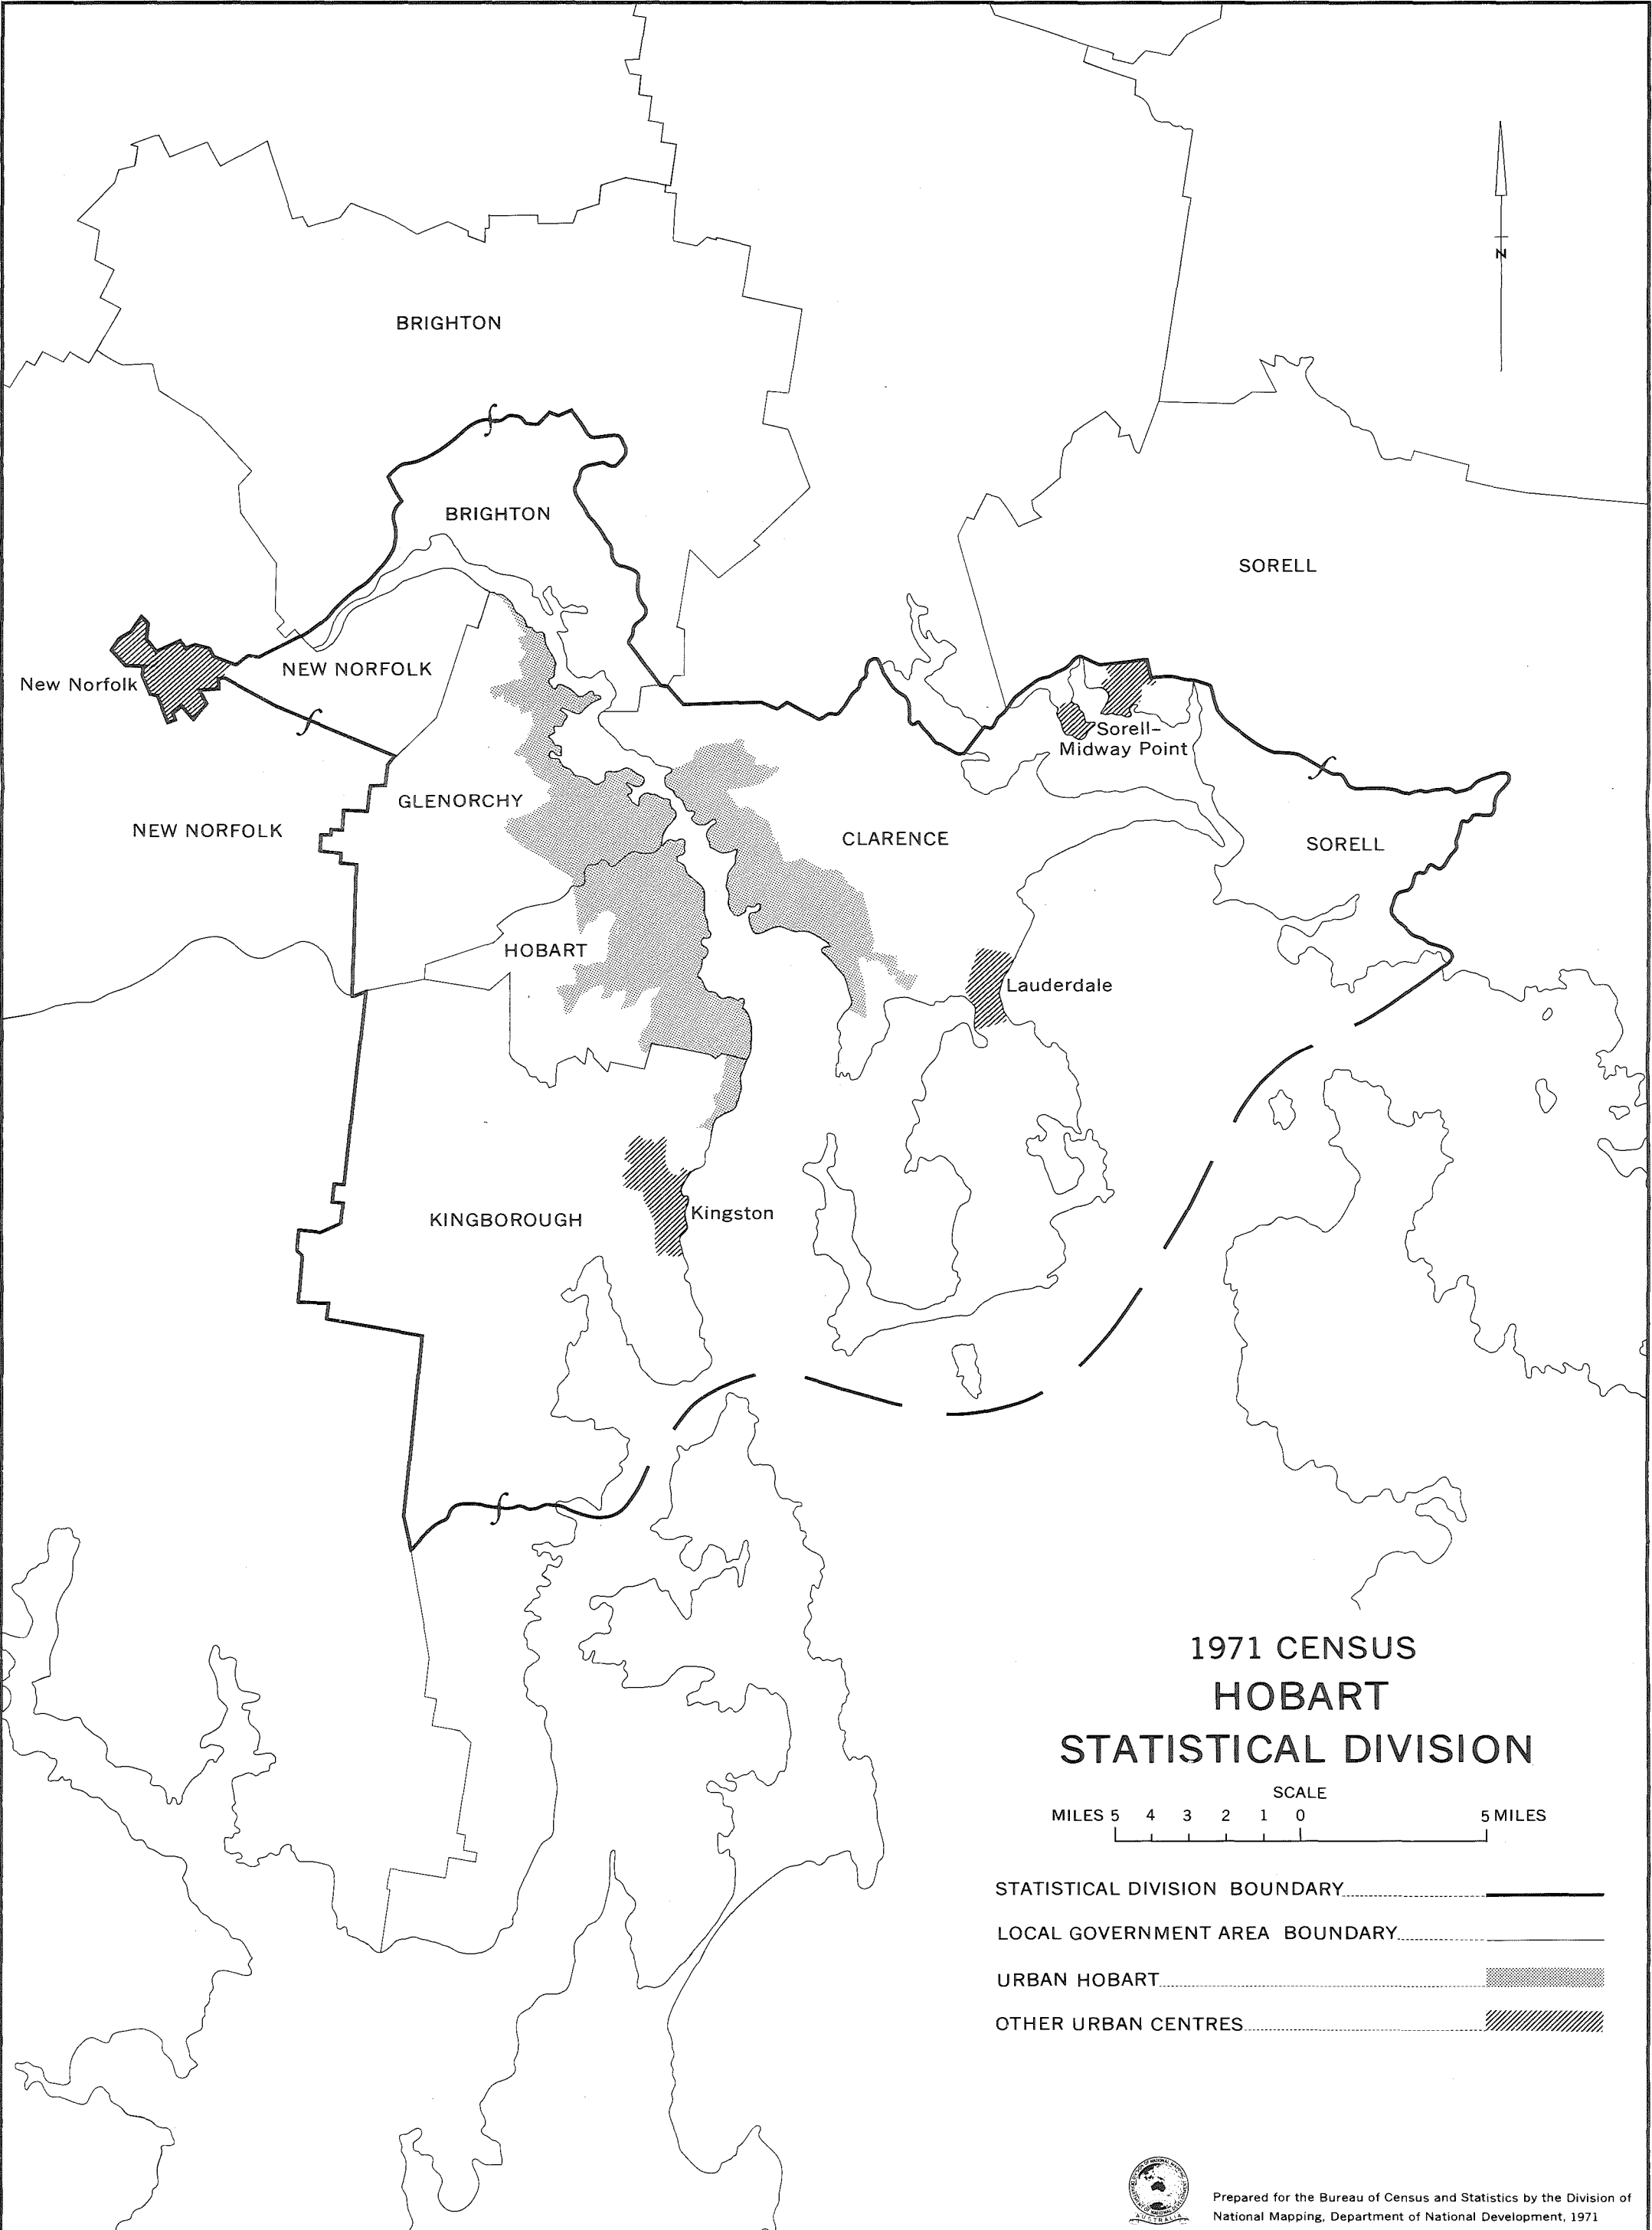 BRIGHTON
N
BRIGHTON
SORELL
NEW NORFOLK
New Norfolk
Sorell–
Midway Point
GLENORCHY
NEW NORFOLK
CLARENCE
SORELL
HOBART
Lauderdale
KINGBOROUGH
Kingston
1971 CENSUS
HOBART
STATISTICAL DIVISION
SCALE
MILES 5 4 3 2 1 0 5 MILES
STATISTICAL DIVISION BOUNDARY
LOCAL GOVERNMENT AREA BOUNDARY
URBAN HOBART
OTHER URBAN CENTRES
AUSTRALIA
Prepared for the Bureau of Census and Statistics by the Division of
National Mapping, Department of National Development, 1971